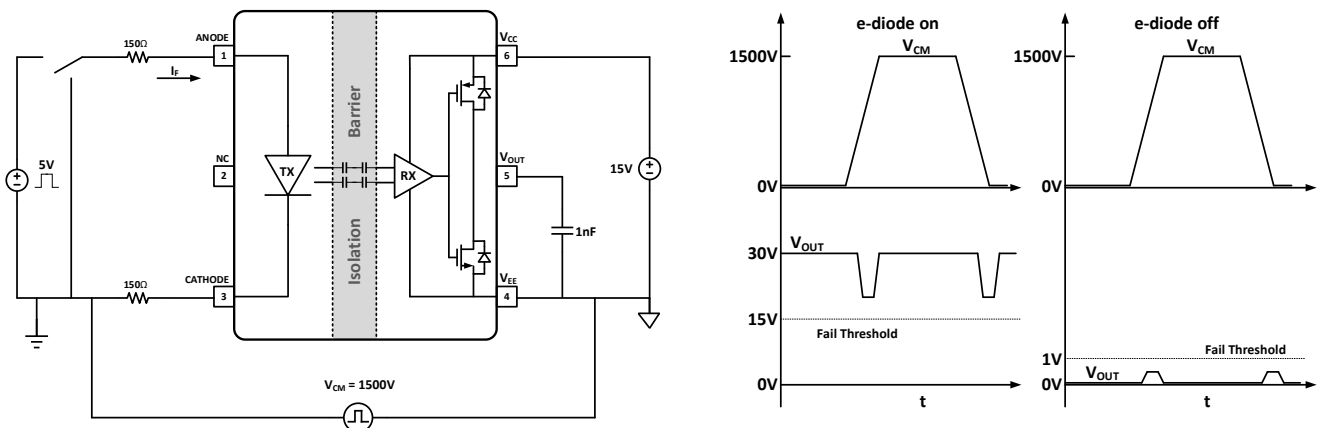 ANODE
150Ω
1
IF
NC
2
5V
150Ω
CATHODE
3
TX
Isolation Barrier
RX
VCC
6
VOUT
5
VEE
4
15V
1nF
VCM = 1500V
e-diode on
1500V
VCM
0V
30V
VOUT
15V
Fail Threshold
0V
t
e-diode off
1500V
VCM
0V
Fail Threshold
1V
VOUT
0V
t